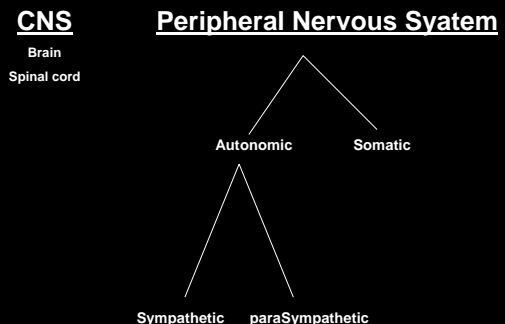 CNS
Peripheral Nervous Syatem
Brain
Spinal cord
Autonomic
Somatic
Sympathetic
paraSympathetic